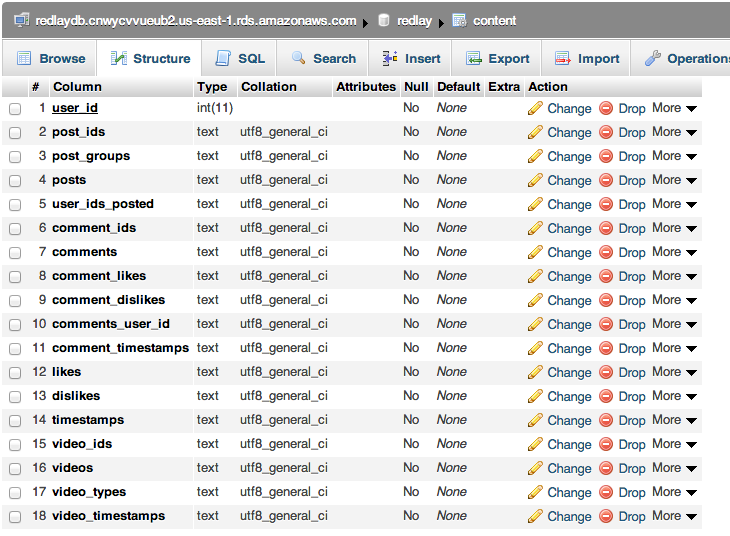 redlaydb.cnwycvvueub2.us-east-1.rds.amazonaws.com redlay content
Browse Structure SQL Search Insert Export Import Operations
# Column Type Collation Attributes Null Default Extra Action
1 user_id int(11) No None Change Drop More
2 post_ids text utf8_general_ci No None Change Drop More
3 post_groups text utf8_general_ci No None Change Drop More
4 posts text utf8_general_ci No None Change Drop More
5 user_ids_posted text utf8_general_ci No None Change Drop More
6 comment_ids text utf8_general_ci No None Change Drop More
7 comments text utf8_general_ci No None Change Drop More
8 comment_likes text utf8_general_ci No None Change Drop More
9 comment_dislikes text utf8_general_ci No None Change Drop More
10 comments_user_id text utf8_general_ci No None Change Drop More
11 comment_timestamps text utf8_general_ci No None Change Drop More
12 likes text utf8_general_ci No None Change Drop More
13 dislikes text utf8_general_ci No None Change Drop More
14 timestamps text utf8_general_ci No None Change Drop More
15 video_ids text utf8_general_ci No None Change Drop More
16 videos text utf8_general_ci No None Change Drop More
17 video_types text utf8_general_ci No None Change Drop More
18 video_timestamps text utf8_general_ci No None Change Drop More